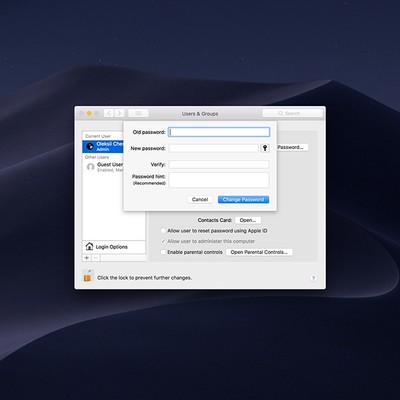 Users & Groups
Search
Current User
Oleksii Che
Admin
Other Users
Guest User
Enabled, Ma
Old password:
New password:
Verify:
Password hint:
(Recommended)
Cancel
Change Password
Password...
Contacts Card:
Open...
Allow user to reset password using Apple ID
Allow user to administer this computer
Enable parental controls
Open Parental Controls...
Login Options
+ −
Click the lock to prevent further changes.
?